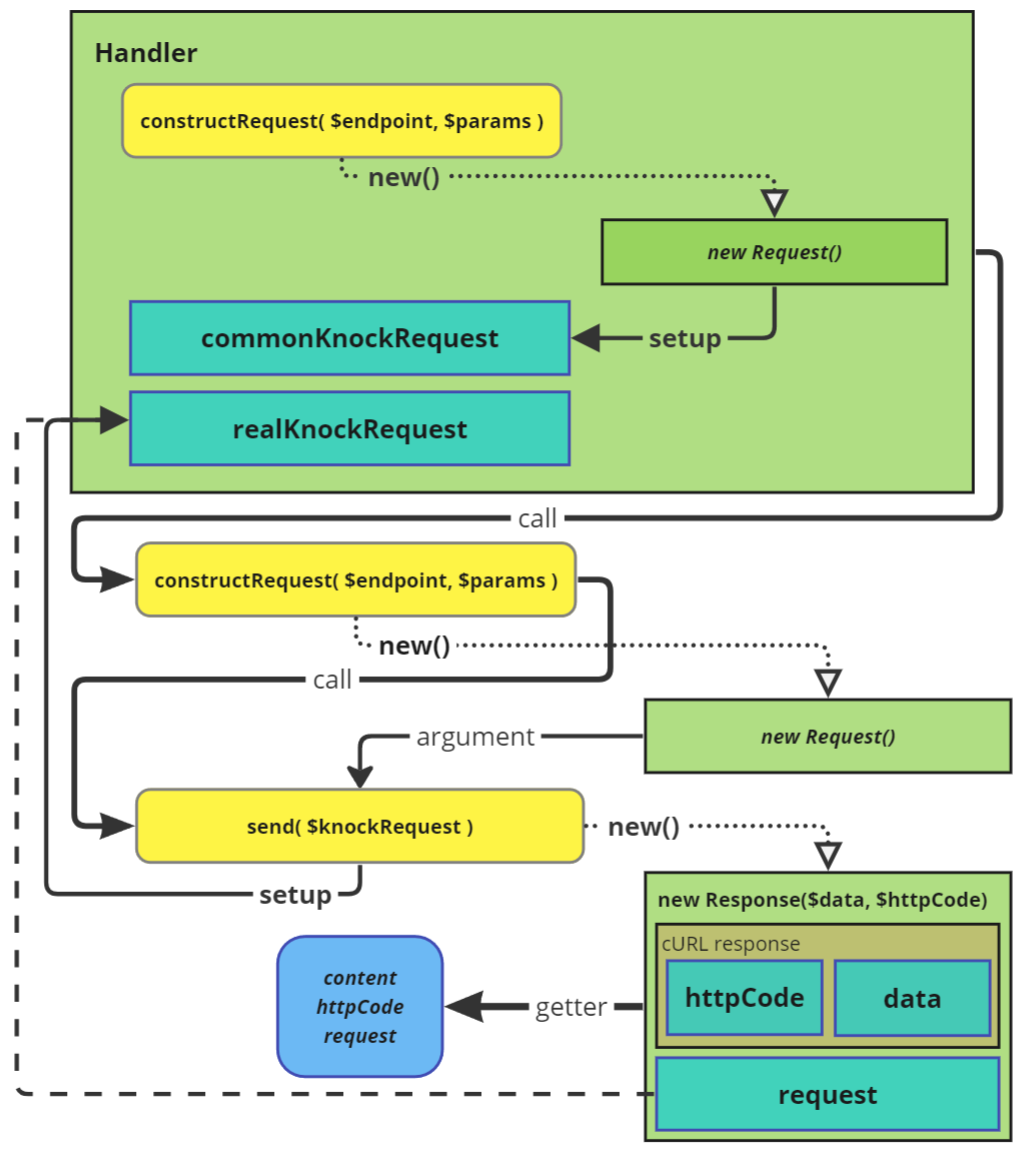 Handler
constructRequest( $endpoint, $params )
new()
new Request()
commonKnockRequest
setup
realKnockRequest
call
constructRequest( $endpoint, $params )
new()
call
new Request()
argument
send( $knockRequest )
new()
setup
new Response($data, $httpCode)
cURL response
httpCode
data
content
httpCode
request
getter
request